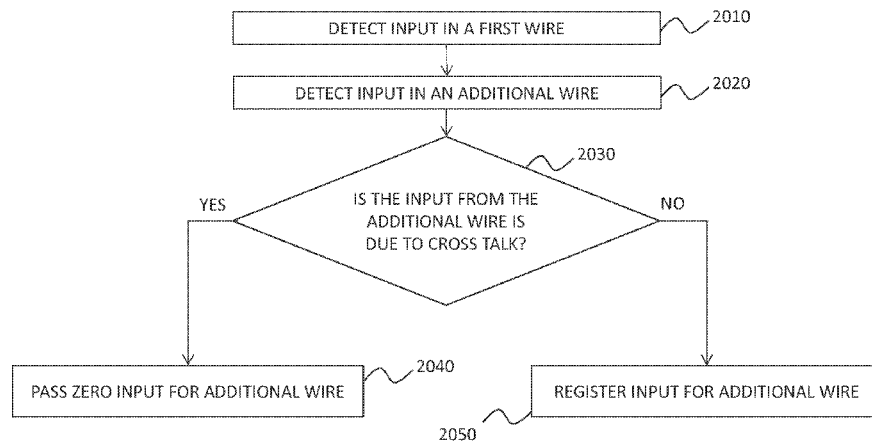 DETECT INPUT IN A FIRST WIRE
2010
DETECT INPUT IN AN ADDITIONAL WIRE
2020
2030
IS THE INPUT FROM THE
ADDITIONAL WIRE IS
DUE TO CROSS TALK?
YES
NO
PASS ZERO INPUT FOR ADDITIONAL WIRE
2040
REGISTER INPUT FOR ADDITIONAL WIRE
2050